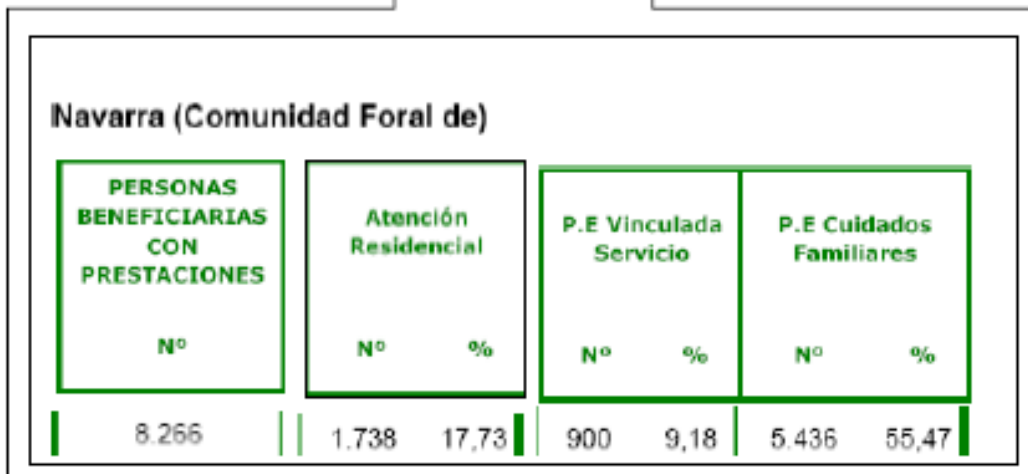 Navarra (Comunidad Foral de)
PERSONAS
BENEFICIARIAS
CON
PRESTACIONES
Nº
Atención
Residencial
Nº %
P.E Vinculada
Servicio
Nº %
P.E Cuidados
Familiares
Nº %
8.266 1.738 17,73 900 9,18 5.436 55,47